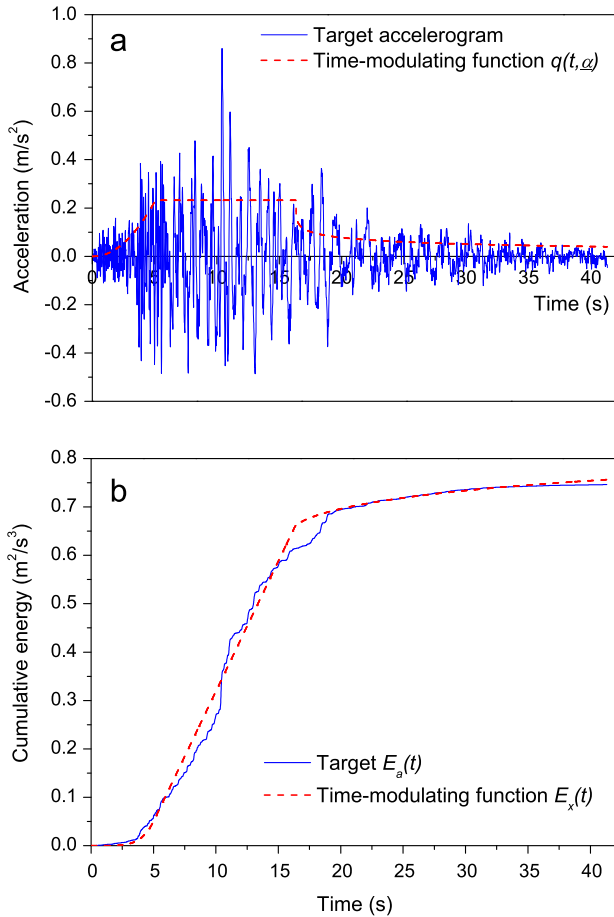 a
Target accelerogram
Time-modulating function q(t,α)
Acceleration (m/s²)
1.0
0.8
0.6
0.4
0.2
0.0
-0.2
-0.4
-0.6
0 5 10 15 20 25 30 35 40
Time (s)
b
Cumulative energy (m²/s³)
0.8
0.7
0.6
0.5
0.4
0.3
0.2
0.1
0.0
Target Eₐ(t)
Time-modulating function Eₓ(t)
0 5 10 15 20 25 30 35 40
Time (s)